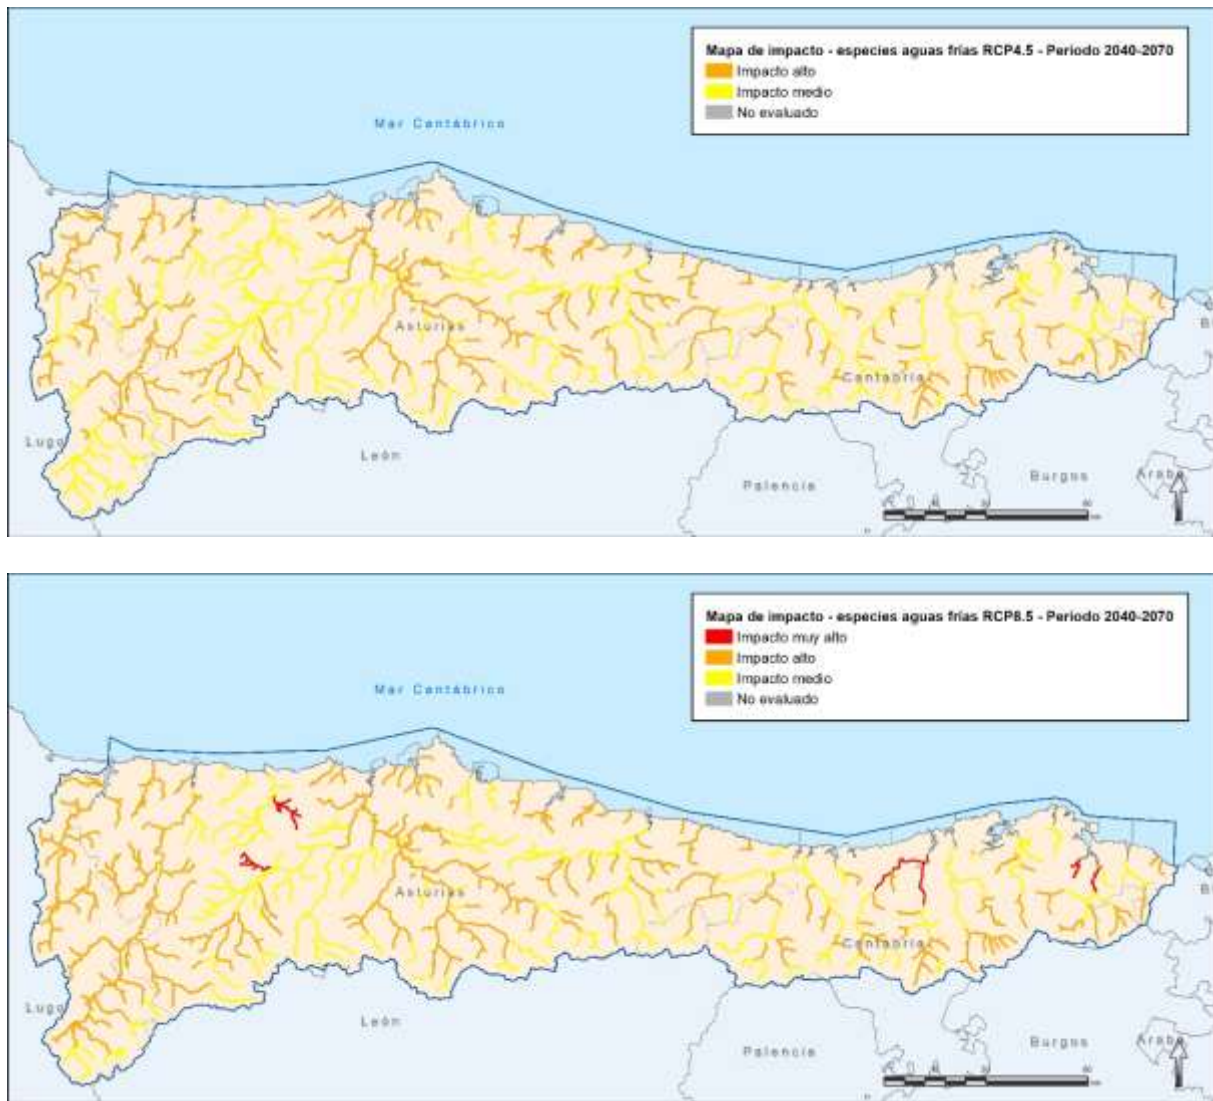 Mapa de impacto - especies aguas frías RCP4.5 - Periodo 2040-2070
Impacto alto
Impacto medio
No evaluado
Mar Cantábrico
Asturias
Cantabria
Lugo
León
Palencia
Burgos
Araba
Mapa de impacto - especies aguas frías RCP8.5 - Periodo 2040-2070
Impacto muy alto
Impacto alto
Impacto medio
No evaluado
Mar Cantábrico
Asturias
Cantabria
Lugo
León
Palencia
Burgos
Araba